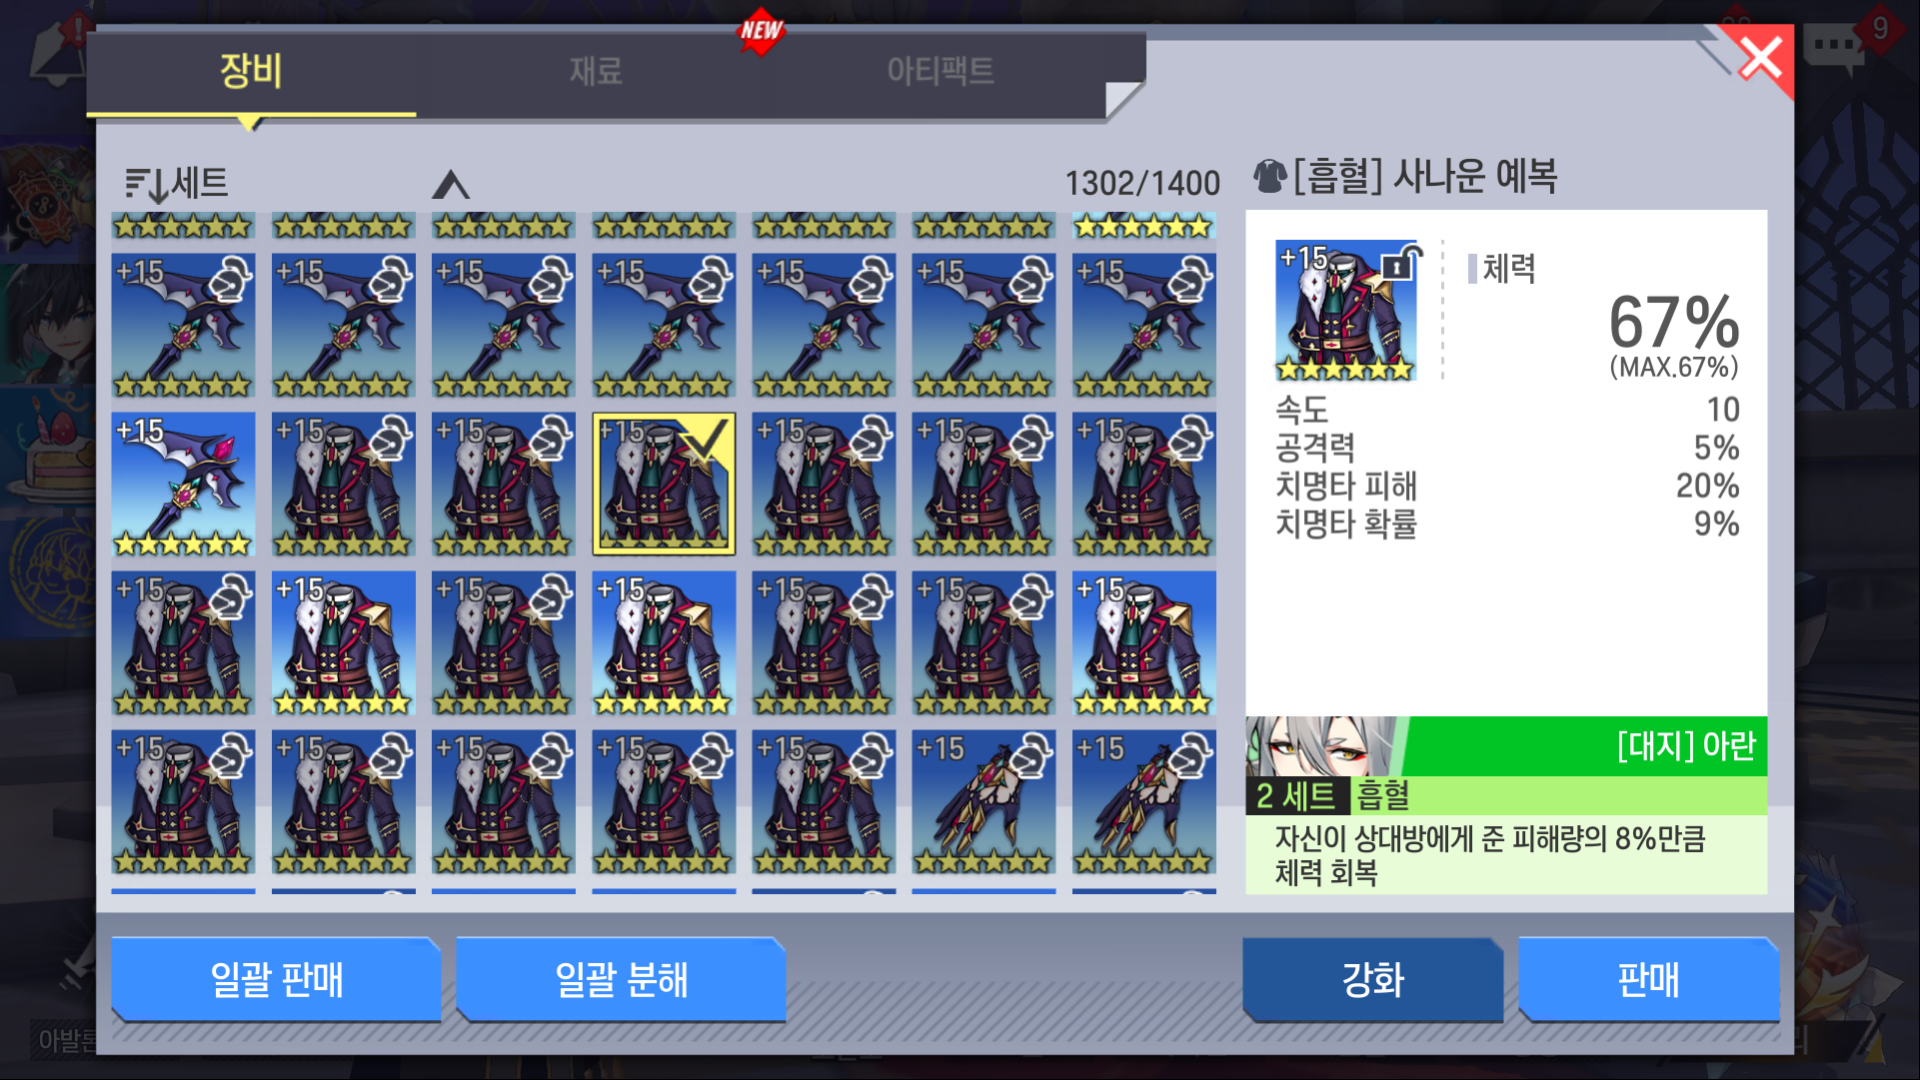 장비
재료
NEW
아티팩트
9
세트
1302/1400
+15 +15 +15 +15 +15 +15 +15
+15 +15 +15 +15 +15 +15 +15
+15 +15 +15 +15 +15 +15 +15
+15 +15 +15 +15 +15 +15 +15
[흡혈] 사나운 예복
+15
체력
67%
(MAX.67%)
속도 10
공격력 5%
치명타 피해 20%
치명타 확률 9%
[대지] 아란
2 세트 흡혈
자신이 상대방에게 준 피해량의 8%만큼
체력 회복
일괄 판매
일괄 분해
강화
판매